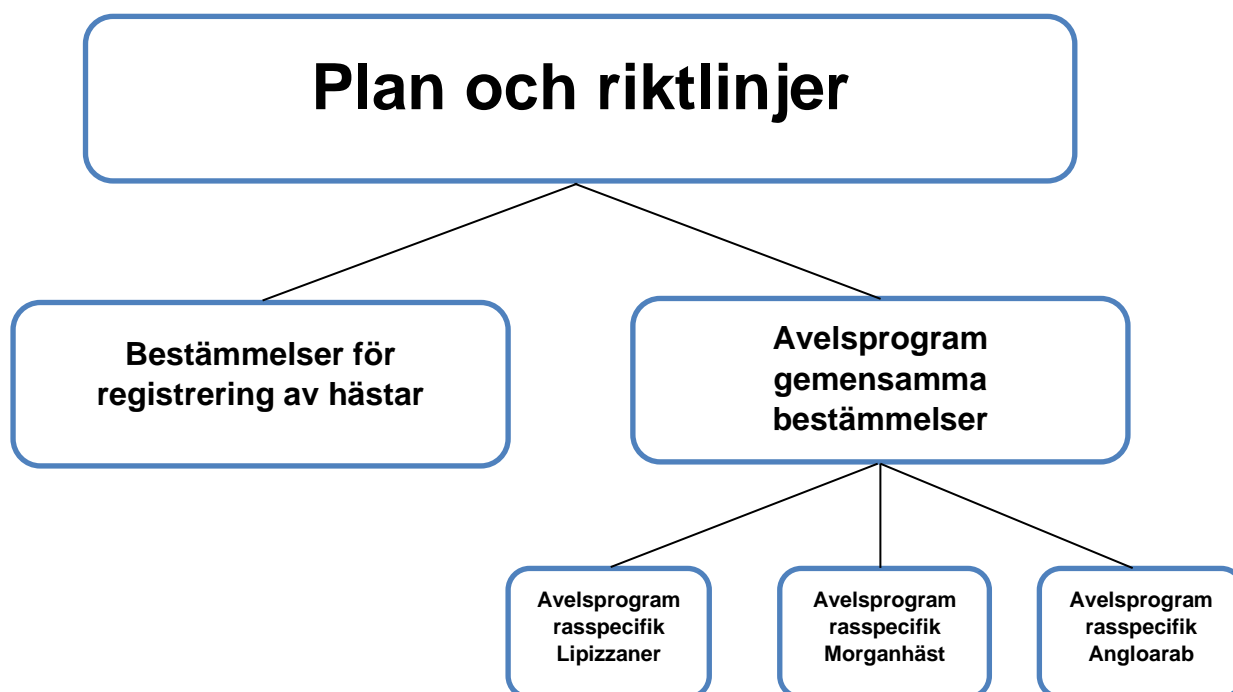 Plan och riktlinjer
Bestämmelser för
registrering av hästar
Avelsprogram
gemensamma
bestämmelser
Avelsprogram
rasspecifik
Lipizzaner
Avelsprogram
rasspecifik
Morganhäst
Avelsprogram
rasspecifik
Angloarab